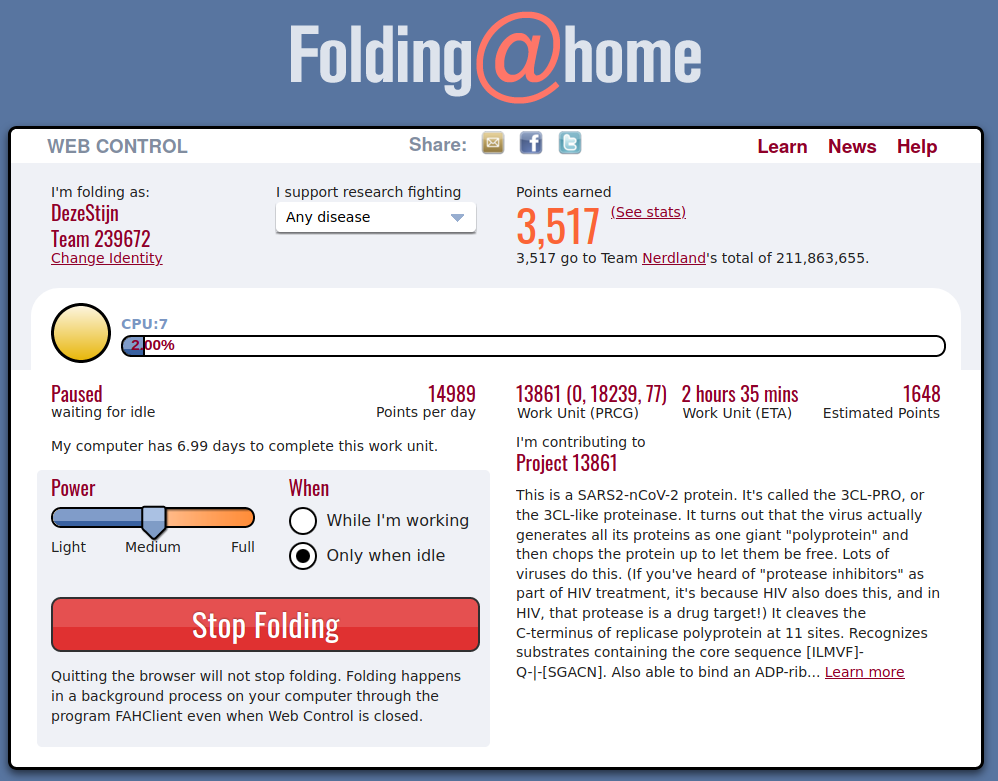 Folding@home
WEB CONTROL
Share:
Learn News Help
I'm folding as:
DezeStijn
Team 239672
Change Identity
I support research fighting
Any disease
Points earned
3,517 (See stats)
3,517 go to Team Nerdland's total of 211,863,655.
CPU:7
2.00%
Paused
waiting for idle
14989
Points per day
My computer has 6.99 days to complete this work unit.
Power
Light Medium Full
When
While I'm working
Only when idle
Stop Folding
Quitting the browser will not stop folding. Folding happens
in a background process on your computer through the
program FAHClient even when Web Control is closed.
13861 (0, 18239, 77) 2 hours 35 mins 1648
Work Unit (PRCG) Work Unit (ETA) Estimated Points
I'm contributing to
Project 13861
This is a SARS2-nCoV-2 protein. It's called the 3CL-PRO, or
the 3CL-like proteinase. It turns out that the virus actually
generates all its proteins as one giant "polyprotein" and
then chops the protein up to let them be free. Lots of
viruses do this. (If you've heard of "protease inhibitors" as
part of HIV treatment, it's because HIV also does this, and in
HIV, that protease is a drug target!) It cleaves the
C-terminus of replicase polyprotein at 11 sites. Recognizes
substrates containing the core sequence [ILMVF]-
Q-|-[SGACN]. Also able to bind an ADP-rib... Learn more